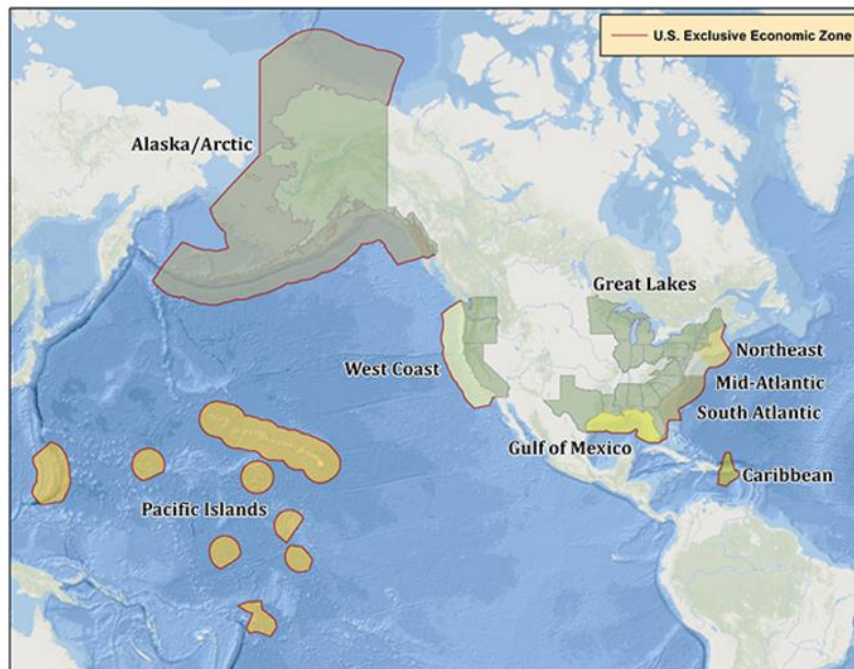 U.S. Exclusive Economic Zone
Alaska/Arctic
Great Lakes
Northeast
West Coast
Mid-Atlantic
South Atlantic
Gulf of Mexico
Caribbean
Pacific Islands